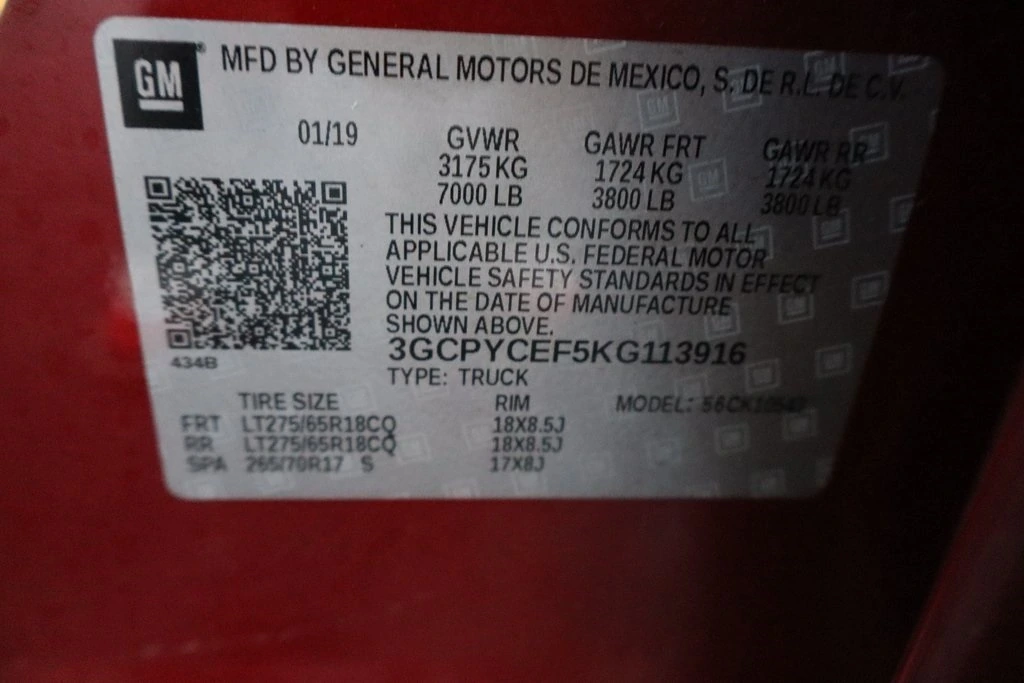 GM ®
MFD BY GENERAL MOTORS DE MEXICO, S. DE R.L. DE C.V.
01/19
GVWR GAWR FRT GAWR RR
3175 KG 1724 KG 1724 KG
7000 LB 3800 LB 3800 LB
THIS VEHICLE CONFORMS TO ALL
APPLICABLE U.S. FEDERAL MOTOR
VEHICLE SAFETY STANDARDS IN EFFECT
ON THE DATE OF MANUFACTURE
SHOWN ABOVE.
3GCPYCEF5KG113916
434B
TYPE: TRUCK
TIRE SIZE RIM MODEL:
FRT LT275/65R18CQ 18X8.5J
RR LT275/65R18CQ 18X8.5J
SPA 265/70R17 S 17X8J